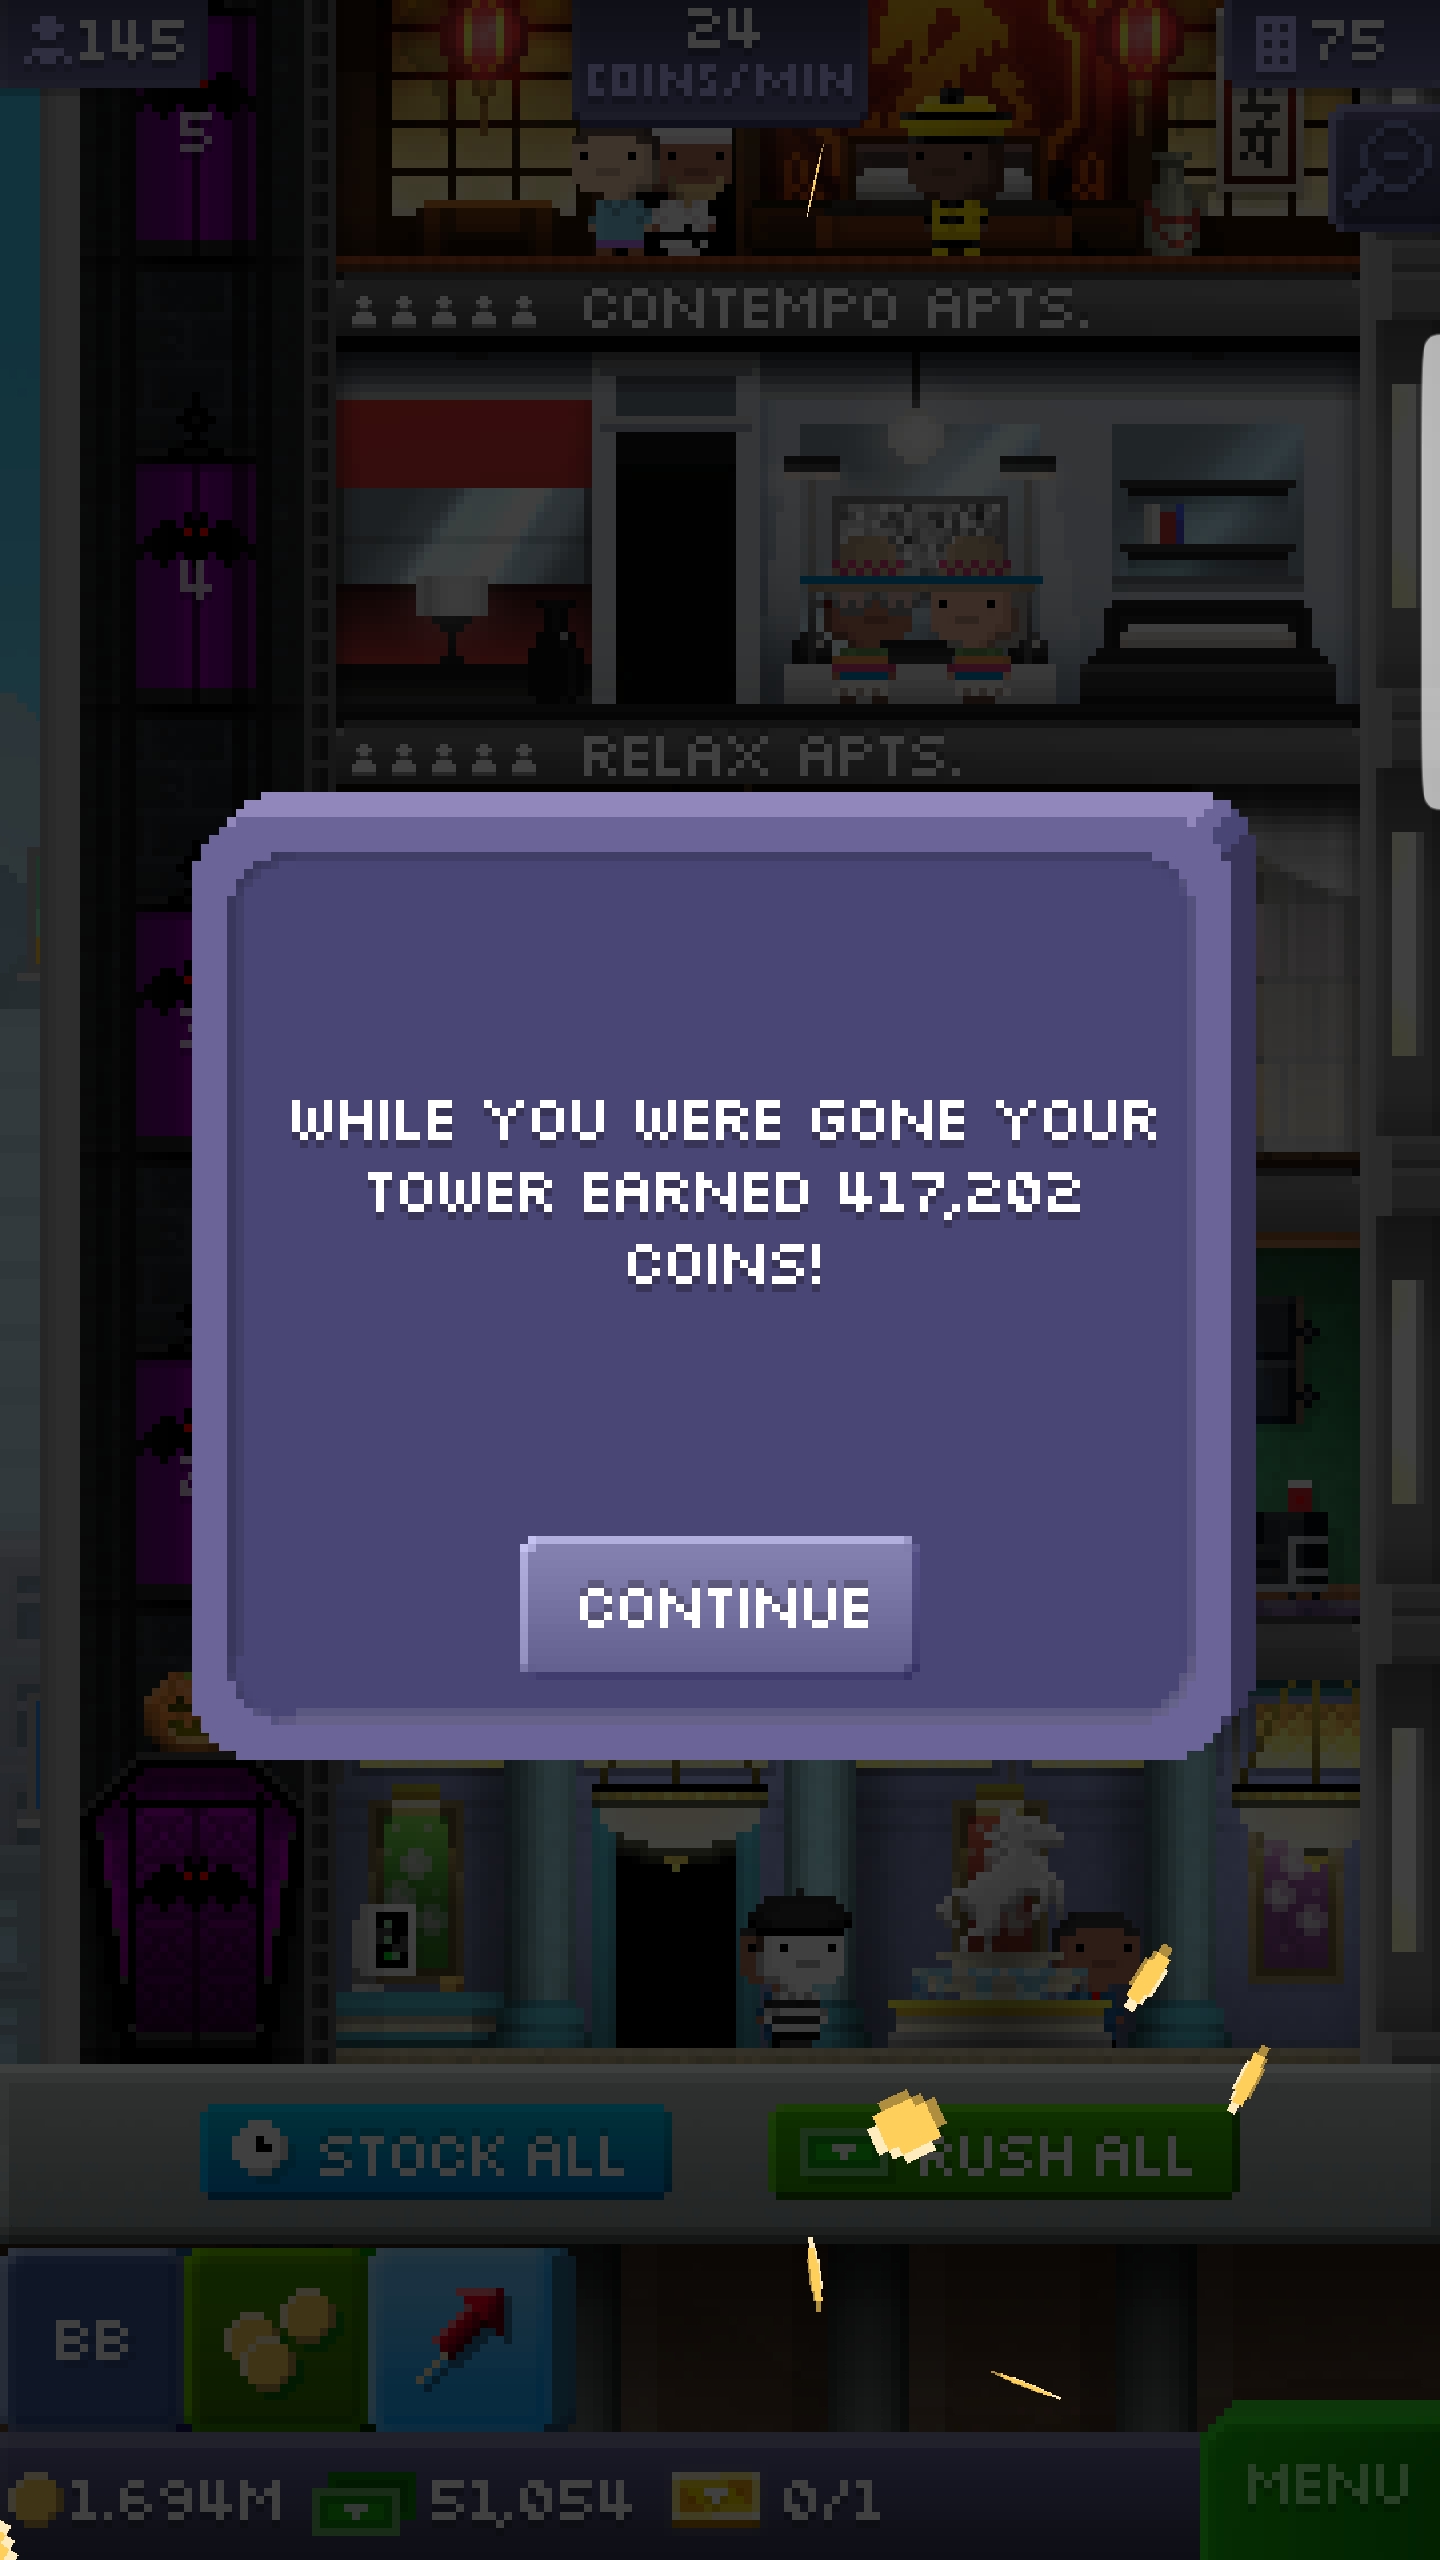 145
24
COINS/MIN
75
5
CONTEMPO APTS.
4
RELAX APTS.
WHILE YOU WERE GONE YOUR
TOWER EARNED 417,202
COINS!
CONTINUE
STOCK ALL
RUSH ALL
BB
1.694M
51,054
0/1
MENU